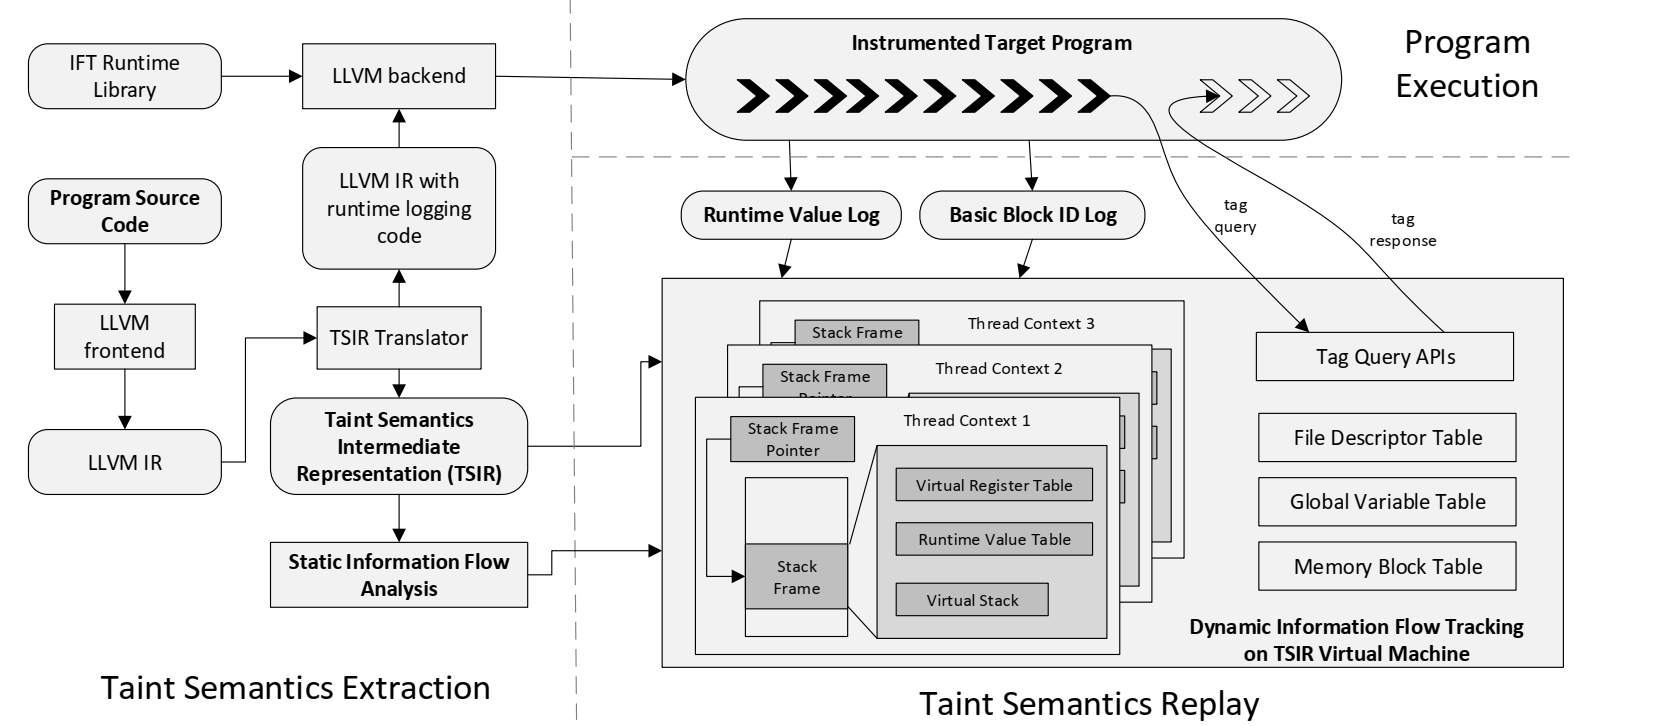 IFT Runtime
Library
LLVM backend
LLVM IR with
runtime logging
code
Program Source
Code
LLVM
frontend
TSIR Translator
LLVM IR
Taint Semantics
Intermediate
Representation (TSIR)
Static Information Flow
Analysis
Taint Semantics Extraction
Instrumented Target Program
Program
Execution
Runtime Value Log
Basic Block ID Log
tag
query
tag
response
Stack Frame
Thread Context 3
Stack Frame
Pointer
Thread Context 2
Stack Frame
Pointer
Thread Context 1
Virtual Register Table
Runtime Value Table
Virtual Stack
Stack
Frame
Tag Query APIs
File Descriptor Table
Global Variable Table
Memory Block Table
Dynamic Information Flow Tracking
on TSIR Virtual Machine
Taint Semantics Replay